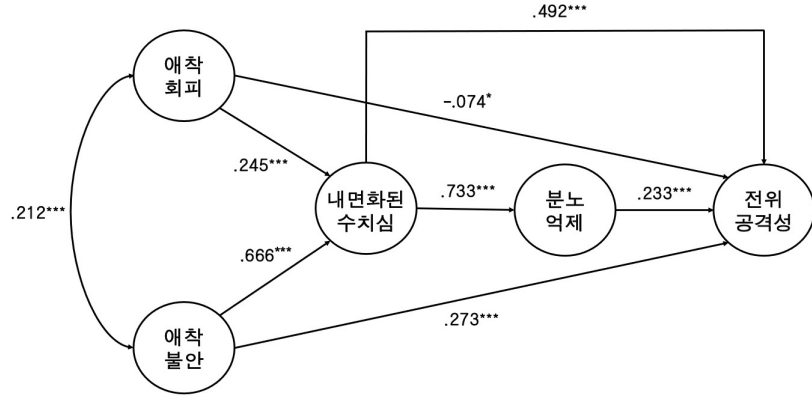 .492***
애착
회피
-.074*
.245***
내면화된
수치심
.733***
분노
억제
.233***
전위
공격성
.212***
.666***
.273***
애착
불안